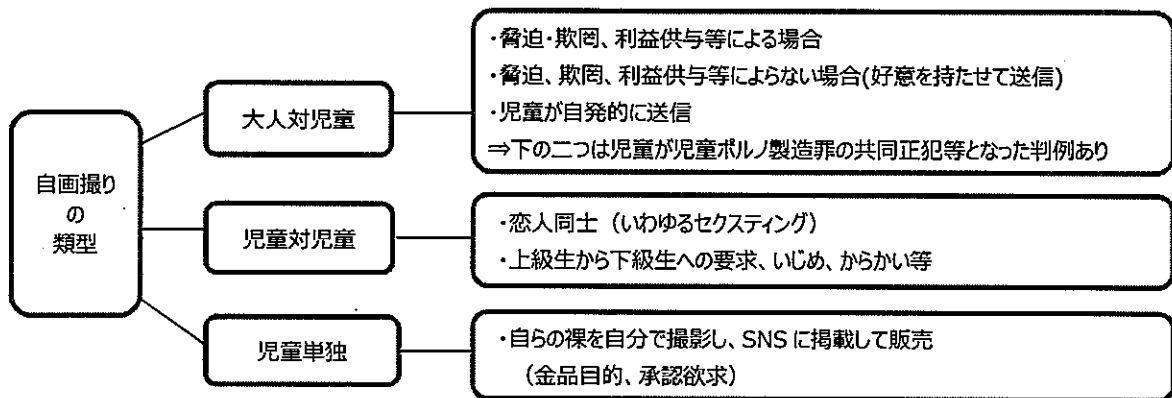 自画撮り
の
類型
大人対児童
・脅迫・欺罔、利益供与等による場合
・脅迫、欺罔、利益供与等によらない場合(好意を持たせて送信)
・児童が自発的に送信
⇒下の二つは児童が児童ポルノ製造罪の共同正犯等となった判例あり
児童対児童
・恋人同士（いわゆるセクスティング）
・上級生から下級生への要求、いじめ、からかい等
児童単独
・自らの裸を自分で撮影し、SNS に掲載して販売
（金品目的、承認欲求）